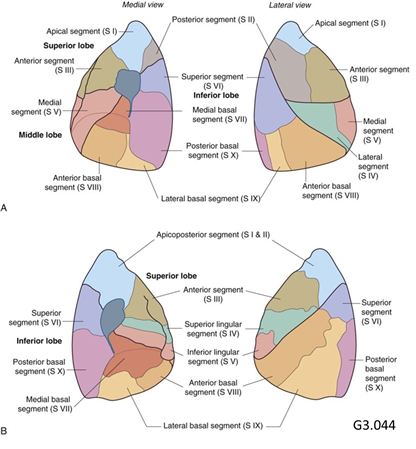 Medial view
Lateral view
Apical segment (S I)
Posterior segment (S II)
Apical segment (S I)
Superior lobe
Anterior segment
(S III)
Anterior segment
(S III)
Superior segment
(S VI)
Inferior lobe
Medial
segment (S V)
Medial basal
segment (S VII)
Medial
segment
(S V)
Middle lobe
Posterior basal
segment (S X)
Lateral
segment
(S IV)
Anterior basal
segment (S VIII)
Anterior basal
segment (S VIII)
Lateral basal segment (S IX)
A
Apicoposterior segment (S I & II)
Superior lobe
Anterior segment
(S III)
Superior
segment (S VI)
Superior
segment
(S VI)
Superior lingular
segment (S IV)
Inferior lobe
Inferior lingular
segment (S V)
Posterior basal
segment (S X)
Posterior
basal
segment
(S X)
Anterior basal
segment (S VIII)
Medial basal
segment (S VII)
Lateral basal segment (S IX)
G3.044
B